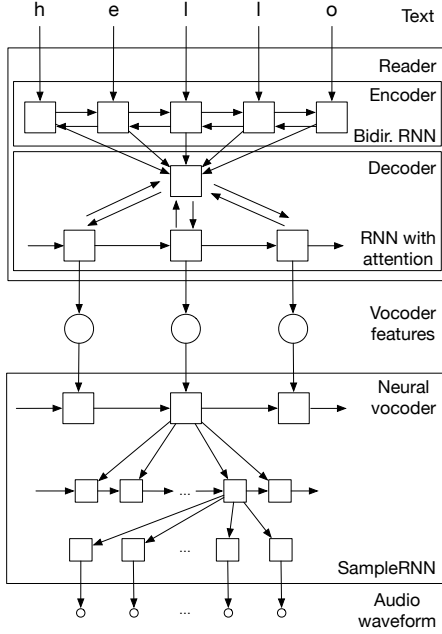 h e l l o Text
Reader
Encoder
Bidir. RNN
Decoder
RNN with
attention
Vocoder
features
Neural
vocoder
...
...
SampleRNN
...
Audio
waveform